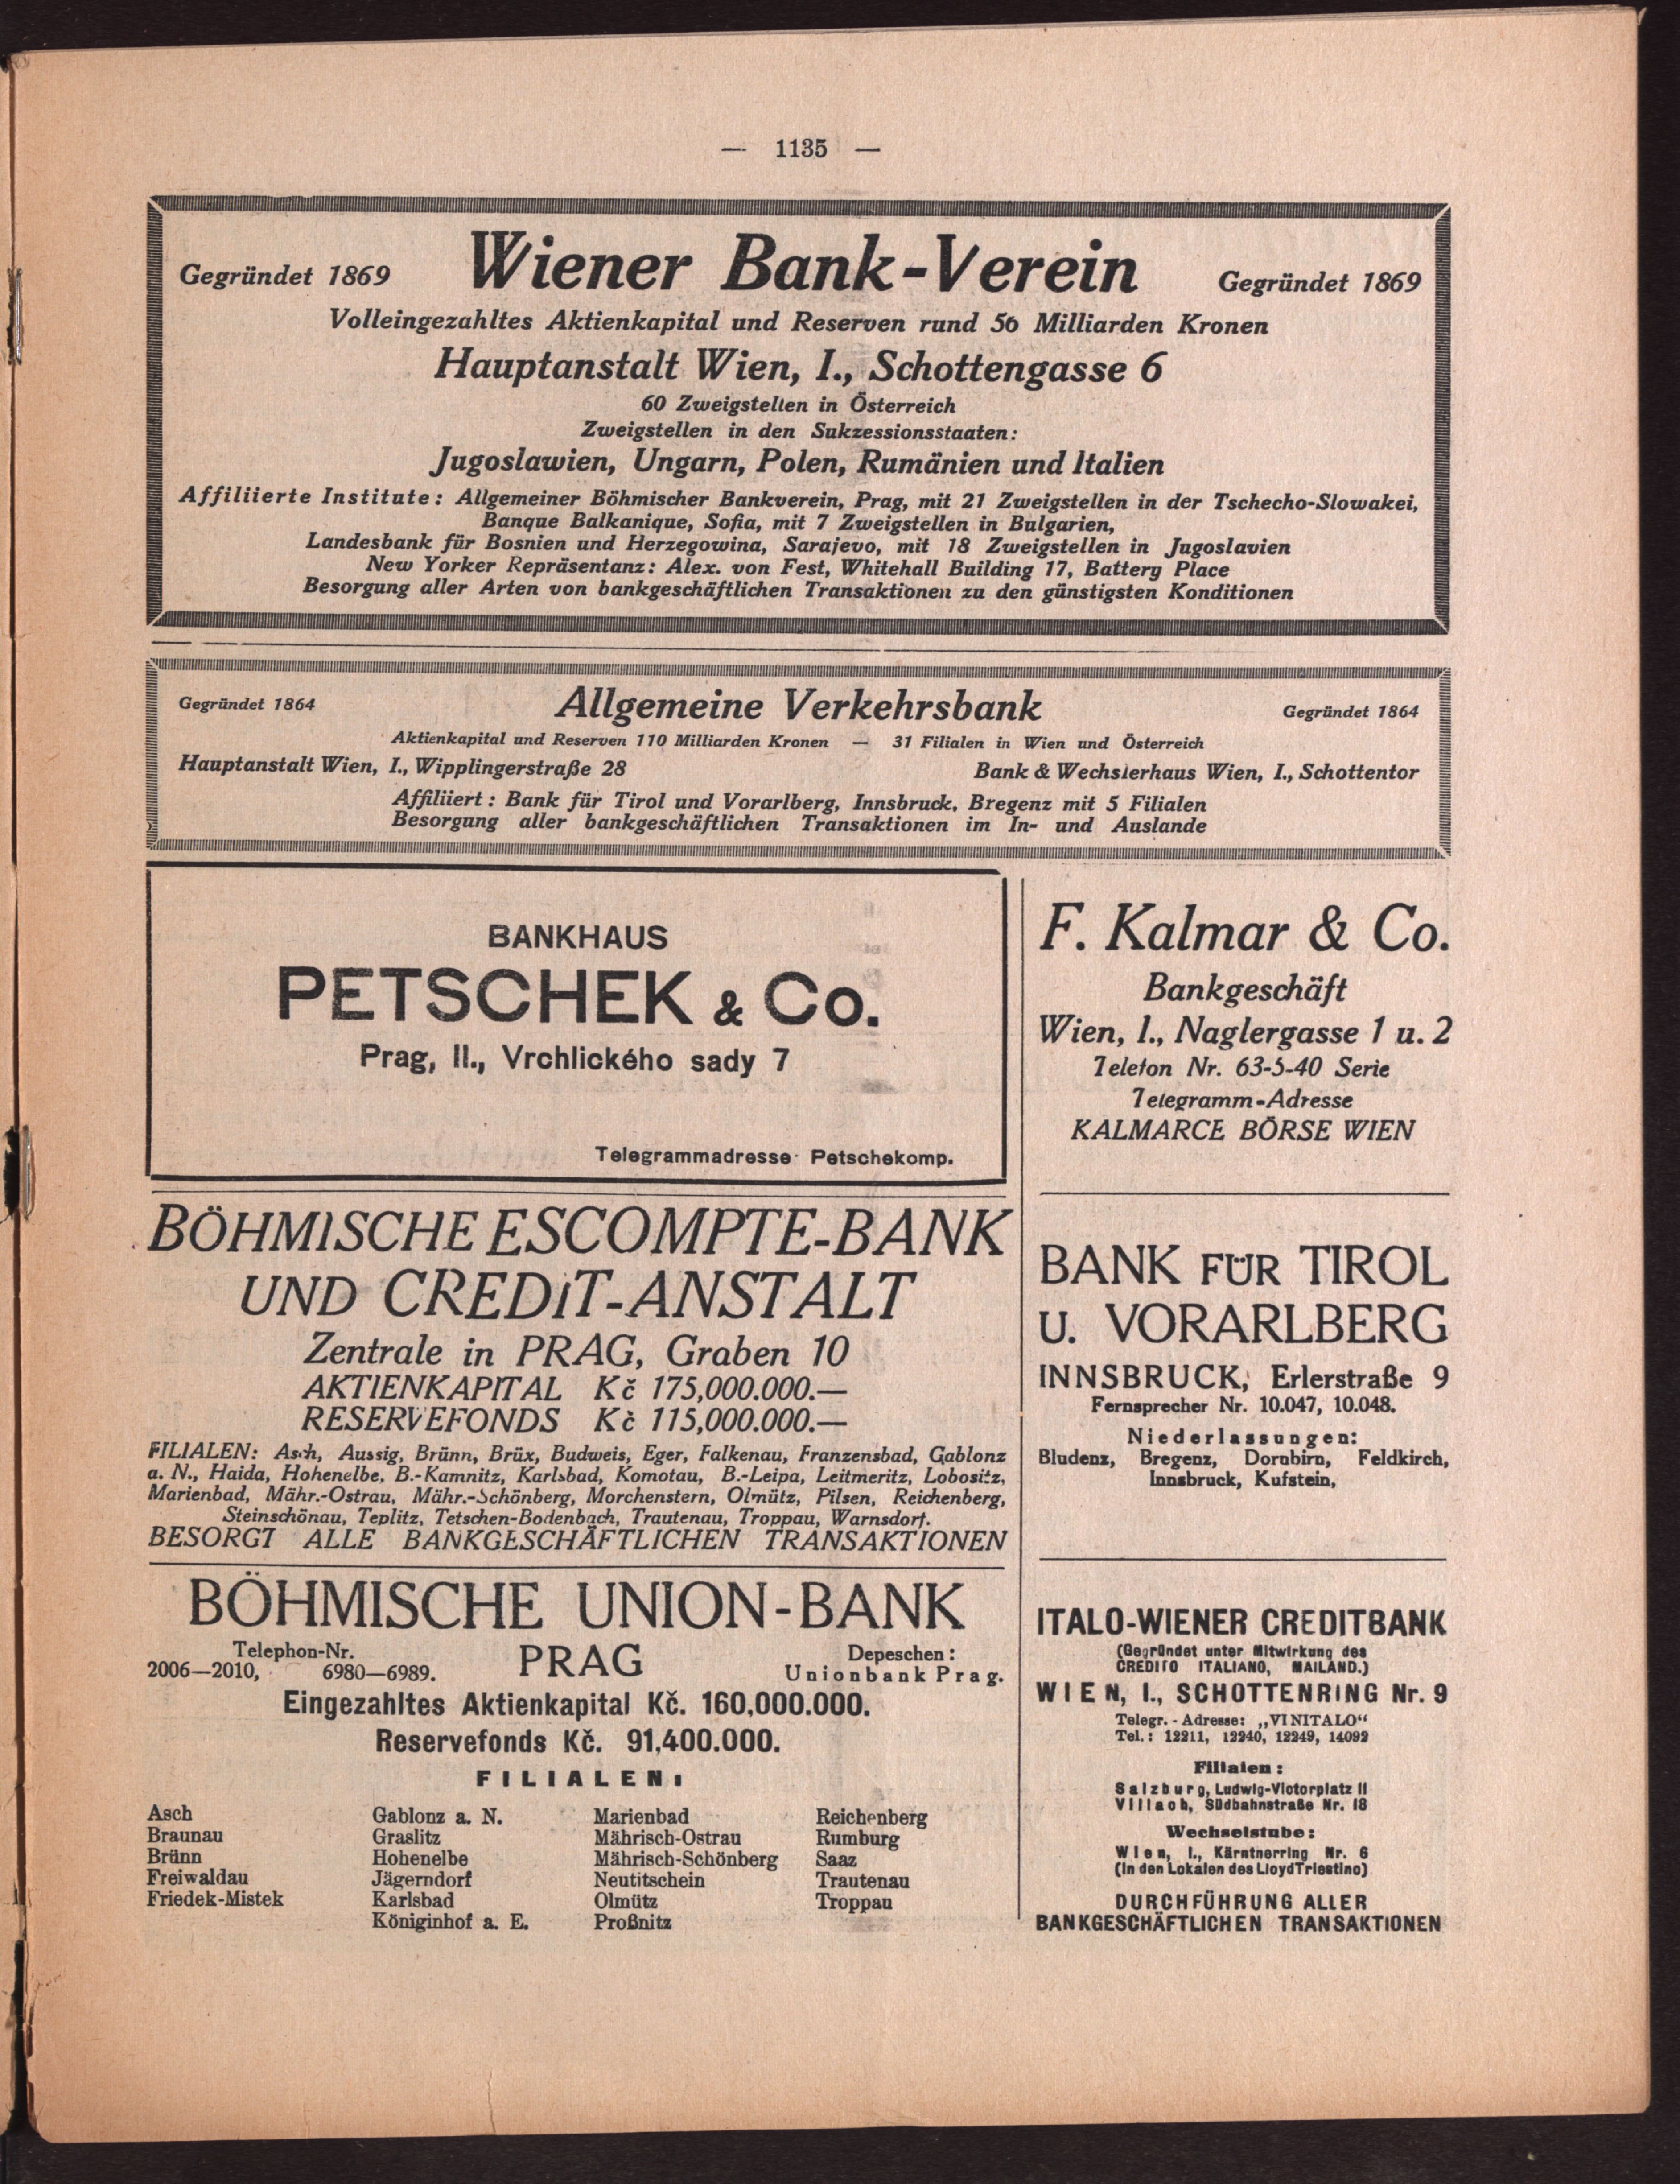 — 1135 —
Gegründet 1869 Wiener Bank-Verein Gegründet 1869
Volleingezahltes Aktienkapital und Reserven rund 56 Milliarden Kronen
Hauptanstalt Wien, I., Schottengasse 6
60 Zweigstellen in Österreich
Zweigstellen in den Sukzessionsstaaten:
Jugoslawien, Ungarn, Polen, Rumänien und Italien
Affiliierte Institute: Allgemeiner Böhmischer Bankverein, Prag, mit 21 Zweigstellen in der Tschecho-Slowakei,
Banque Balkanique, Sofia, mit 7 Zweigstellen in Bulgarien,
Landesbank für Bosnien und Herzegowina, Sarajevo, mit 18 Zweigstellen in Jugoslavien
New Yorker Repräsentanz: Alex. von Fest, Whitehall Building 17, Battery Place
Besorgung aller Arten von bankgeschäftlichen Transaktionen zu den günstigsten Konditionen
Gegründet 1864 Allgemeine Verkehrsbank Gegründet 1864
Aktienkapital und Reserven 110 Milliarden Kronen — 31 Filialen in Wien und Österreich
Hauptanstalt Wien, I., Wipplingerstraße 28 Bank & Wechslerhaus Wien, I., Schottentor
Affiliiert: Bank für Tirol und Vorarlberg, Innsbruck, Bregenz mit 5 Filialen
Besorgung aller bankgeschäftlichen Transaktionen im In- und Auslande
BANKHAUS
PETSCHEK & Co.
Prag, II., Vrchlického sady 7
Telegrammadresse· Petschekomp.
F. Kalmar & Co.
Bankgeschäft
Wien, I., Naglergasse 1 u. 2
Telefon Nr. 63-5-40 Serie
Telegramm-Adresse
KALMARCE BÖRSE WIEN
BÖHMISCHE ESCOMPTE-BANK
UND CREDIT-ANSTALT
Zentrale in PRAG, Graben 10
AKTIENKAPITAL Kč 175,000.000.—
RESERVEFONDS Kč 115,000.000.—
FILIALEN: Asch, Aussig, Brünn, Brüx, Budweis, Eger, Falkenau, Franzensbad, Gablonz
a. N., Haida, Hohenelbe, B.-Kamnitz, Karlsbad, Komotau, B.-Leipa, Leitmeritz, Lobositz,
Marienbad, Mähr.-Ostrau, Mähr.-Schönberg, Morchenstern, Olmütz, Pilsen, Reichenberg,
Steinschönau, Teplitz, Tetschen-Bodenbach, Trautenau, Troppau, Warnsdorf.
BESORGT ALLE BANKGESCHÄFTLICHEN TRANSAKTIONEN
BANK FÜR TIROL
U. VORARLBERG
INNSBRUCK, Erlerstraße 9
Fernsprecher Nr. 10.047, 10.048.
Niederlassungen:
Bludenz, Bregenz, Dornbirn, Feldkirch,
Innsbruck, Kufstein,
BÖHMISCHE UNION-BANK
Telephon-Nr. PRAG Depeschen:
2006—2010, 6980—6989. Unionbank Prag.
Eingezahltes Aktienkapital Kč. 160,000.000.
Reservefonds Kč. 91,400.000.
FILIALEN:
Asch Gablonz a. N. Marienbad Reichenberg
Braunau Graslitz Mährisch-Ostrau Rumburg
Brünn Hohenelbe Mährisch-Schönberg Saaz
Freiwaldau Jägerndorf Neutitschein Trautenau
Friedek-Mistek Karlsbad Olmütz Troppau
Königinhof a. E. Proßnitz
ITALO-WIENER CREDITBANK
(Gegründet unter Mitwirkung des
CREDITO ITALIANO, MAILAND.)
WIEN, I., SCHOTTENRING Nr. 9
Telegr.-Adresse: „VINITALO“
Tel.: 12211, 12240, 12249, 14092
Filialen:
Salzburg, Ludwig-Victorplatz II
Villach, Südbahnstraße Nr. 18
Wechselstube:
Wien, I., Kärntnerring Nr. 6
(In den Lokalen des Lloyd Triestino)
DURCHFÜHRUNG ALLER
BANKGESCHÄFTLICHEN TRANSAKTIONEN